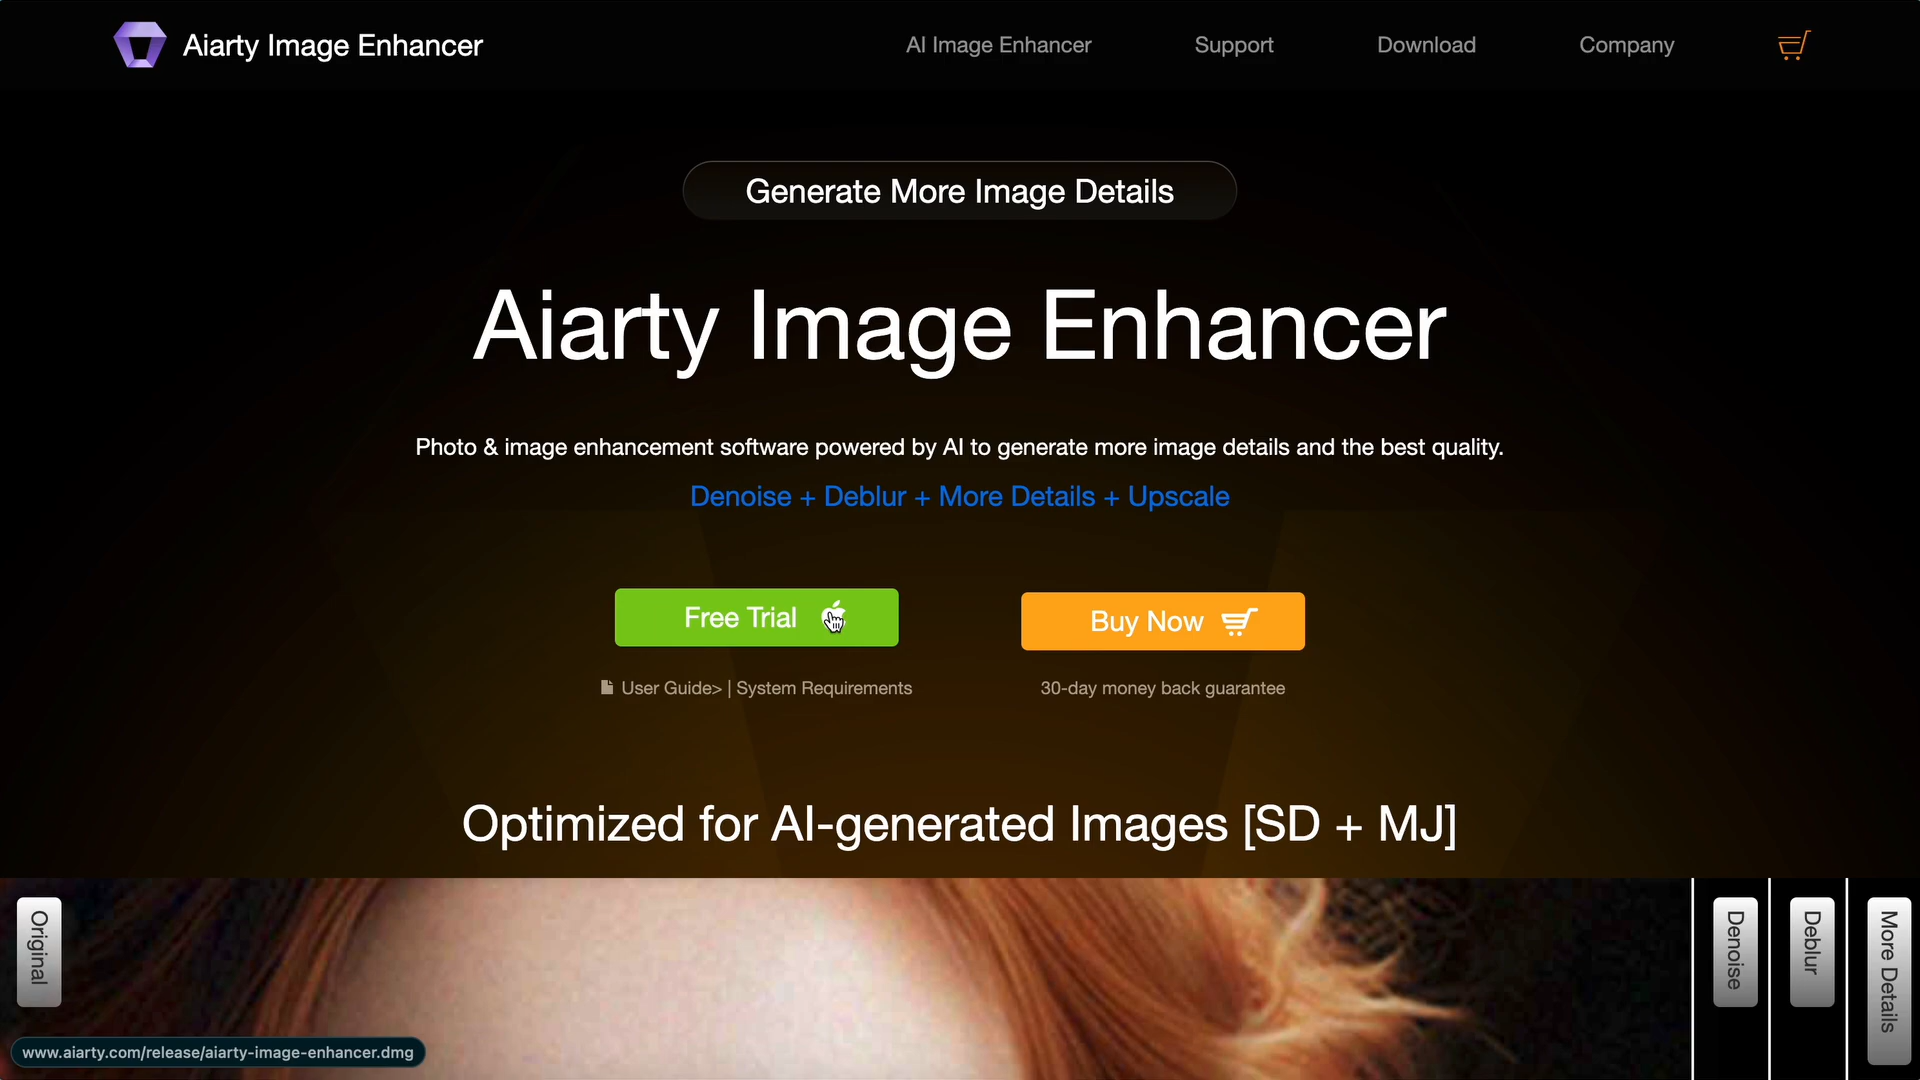 Aiarty Image Enhancer
AI Image Enhancer
Support
Download
Company
Generate More Image Details
Aiarty Image Enhancer
Photo & image enhancement software powered by AI to generate more image details and the best quality.
Denoise + Deblur + More Details + Upscale
Free Trial
Buy Now
User Guide> | System Requirements
30-day money back guarantee
Optimized for AI-generated Images [SD + MJ]
Original
Denoise
Deblur
More Details
www.aiarty.com/release/aiarty-image-enhancer.dmg